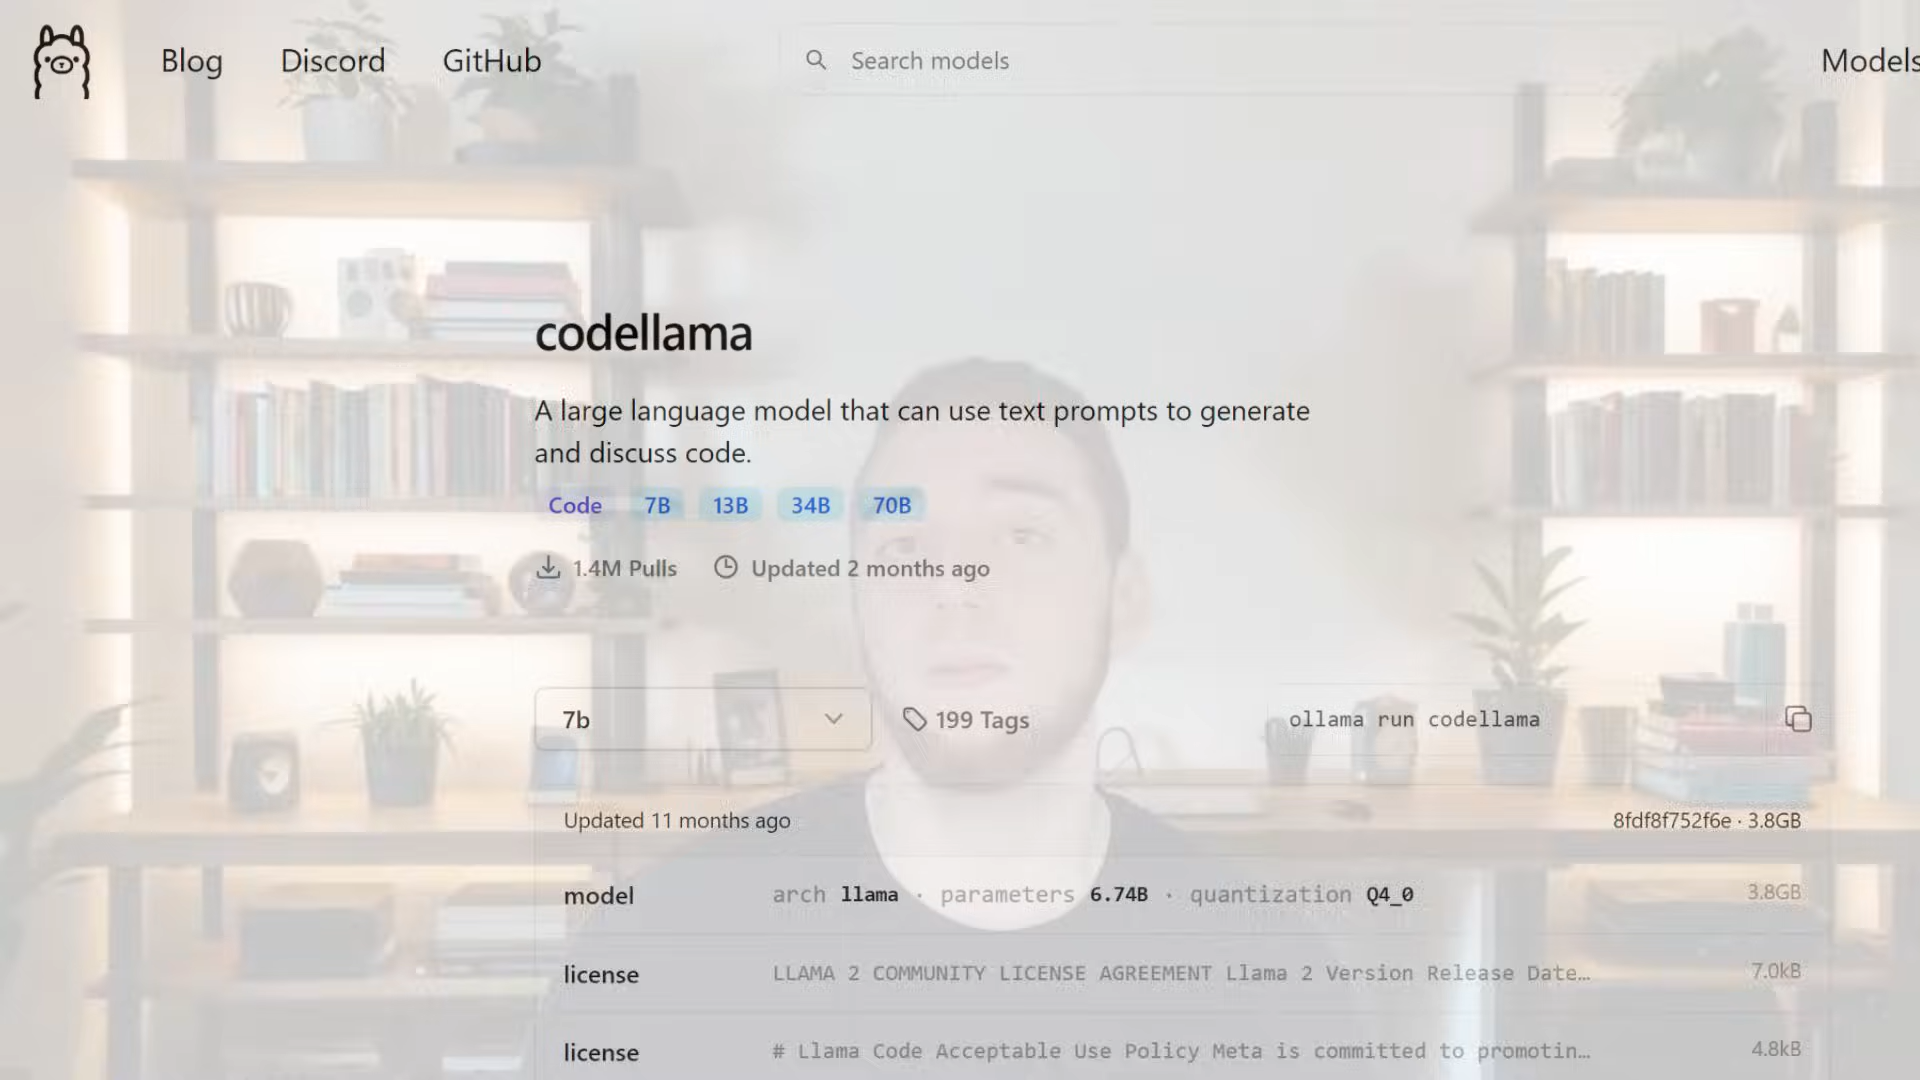 Blog Discord GitHub Search models Models
codellama
A large language model that can use text prompts to generate
and discuss code.
Code 7B 13B 34B 70B
1.4M Pulls Updated 2 months ago
7b 199 Tags ollama run codellama
Updated 11 months ago 8fdf8f752f6e · 3.8GB
model arch llama · parameters 6.74B · quantization Q4_0 3.8GB
license LLAMA 2 COMMUNITY LICENSE AGREEMENT Llama 2 Version Release Date… 7.0kB
license # Llama Code Acceptable Use Policy Meta is committed to promotin… 4.8kB